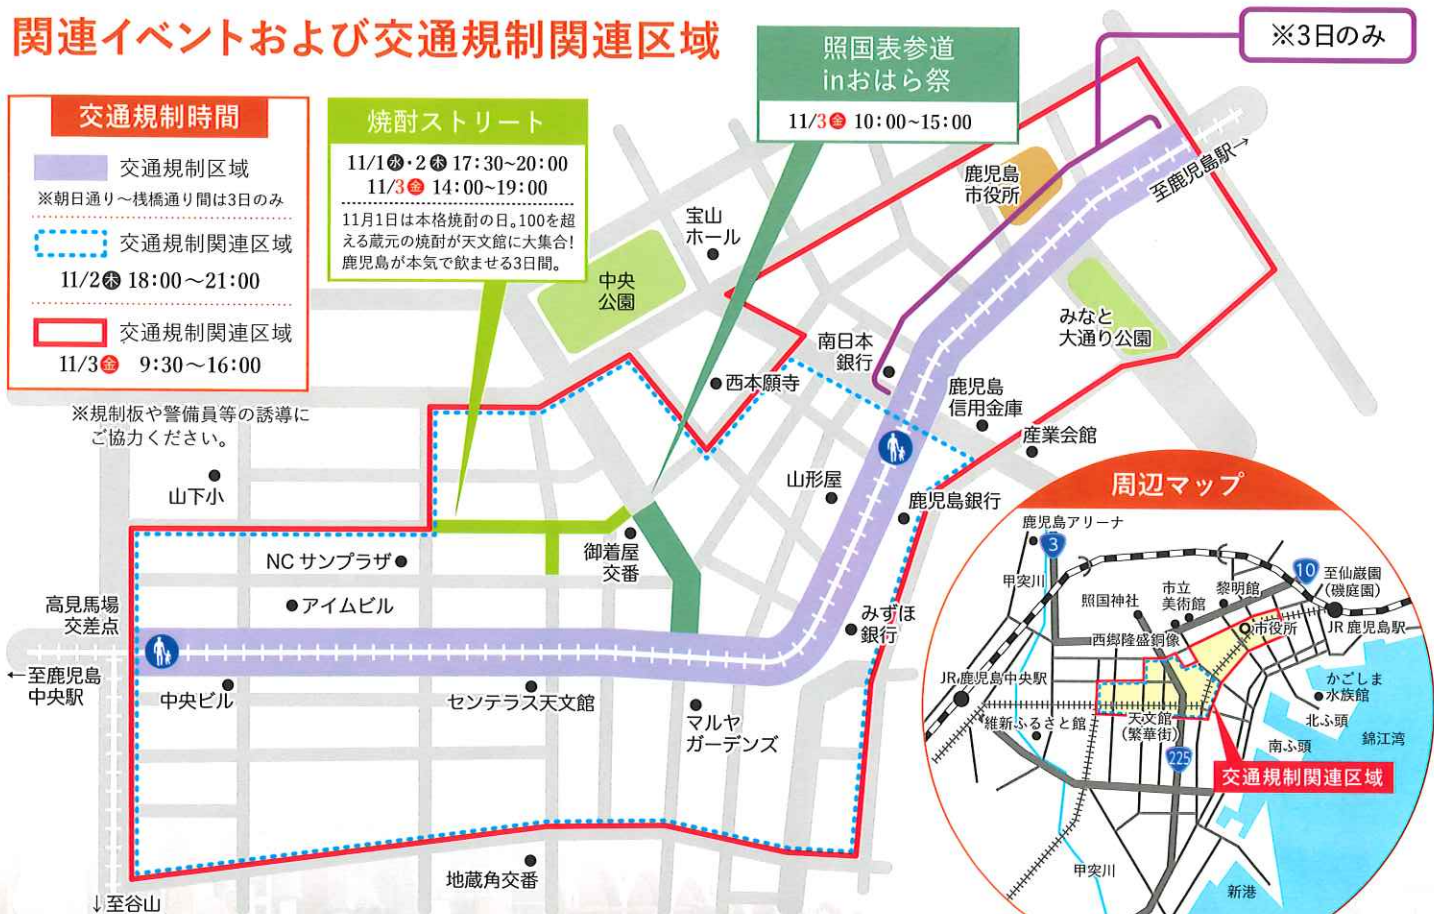 関連イベントおよび交通規制関連区域
※3日のみ
交通規制時間
交通規制区域
※朝日通り～桟橋通り間は3日のみ
交通規制関連区域
11/2㊍ 18:00～21:00
交通規制関連区域
11/3㊎ 9:30～16:00
※規制板や警備員等の誘導に
ご協力ください。
焼酎ストリート
11/1㊌・2㊍ 17:30~20:00
11/3㊎ 14:00~19:00
11月1日は本格焼酎の日。100を超
える蔵元の焼酎が天文館に大集合!
鹿児島が本気で飲ませる3日間。
照国表参道
inおはら祭
11/3㊎ 10:00~15:00
鹿児島
市役所
至鹿児島駅→
宝山
ホール
中央
公園
みなと
大通り公園
南日本
銀行
西本願寺
鹿児島
信用金庫
産業会館
山下小
山形屋
鹿児島銀行
NCサンプラザ
御着屋
交番
アイムビル
高見馬場
交差点
みずほ
銀行
←至鹿児島
中央駅
中央ビル
センテラス天文館
マルヤ
ガーデンズ
地蔵角交番
↓至谷山
周辺マップ
鹿児島アリーナ
3
甲突川
10
至仙巌園
(磯庭園)
照国神社
市立
美術館
黎明館
市役所
JR鹿児島駅
西郷隆盛銅像
JR鹿児島中央駅
かごしま
水族館
維新ふるさと館
天文館
(繁華街)
北ふ頭
南ふ頭
錦江湾
225
交通規制関連区域
甲突川
新港